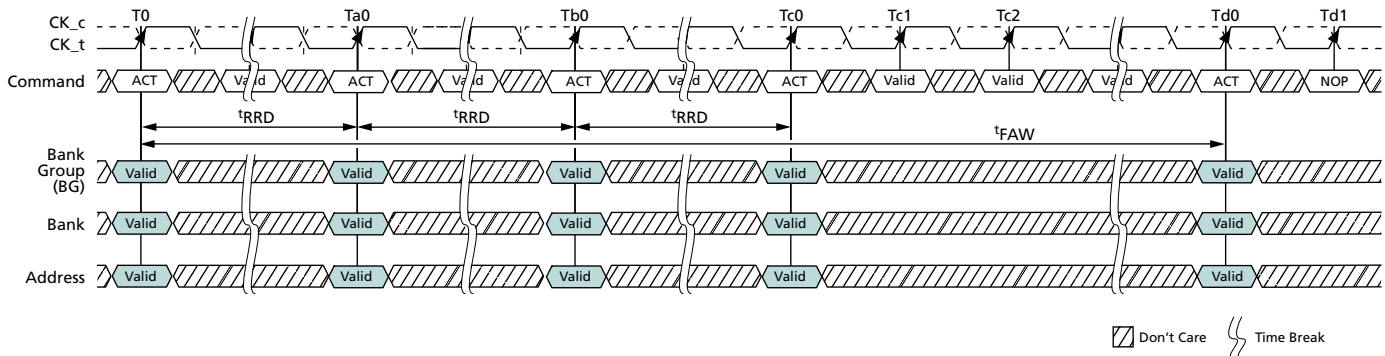 T0 Ta0 Tb0 Tc0 Tc1 Tc2 Td0 Td1
CK_c
CK_t
Command ACT Valid ACT Valid ACT Valid ACT Valid Valid Valid ACT NOP
tRRD tRRD tRRD
tFAW
Bank
Group
(BG)
Valid Valid Valid Valid Valid
Bank Valid Valid Valid Valid Valid
Address Valid Valid Valid Valid Valid
Don't Care Time Break